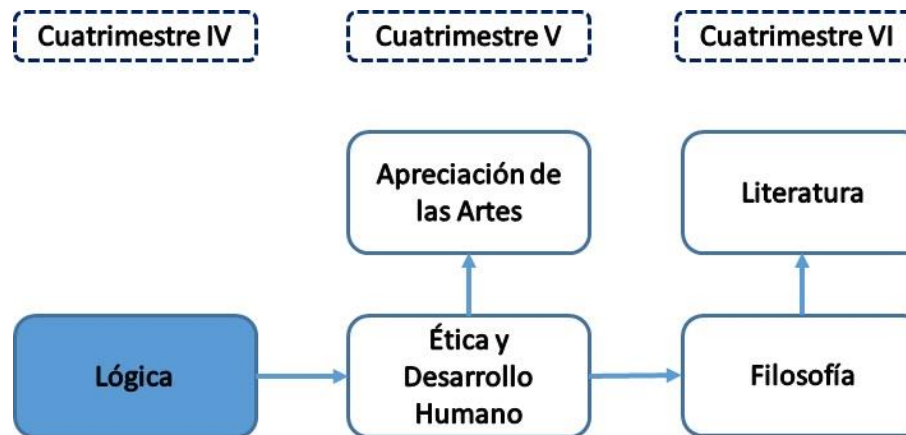 Cuatrimestre IV
Cuatrimestre V
Cuatrimestre VI
Apreciación de
las Artes
Literatura
Lógica
Ética y
Desarrollo
Humano
Filosofía